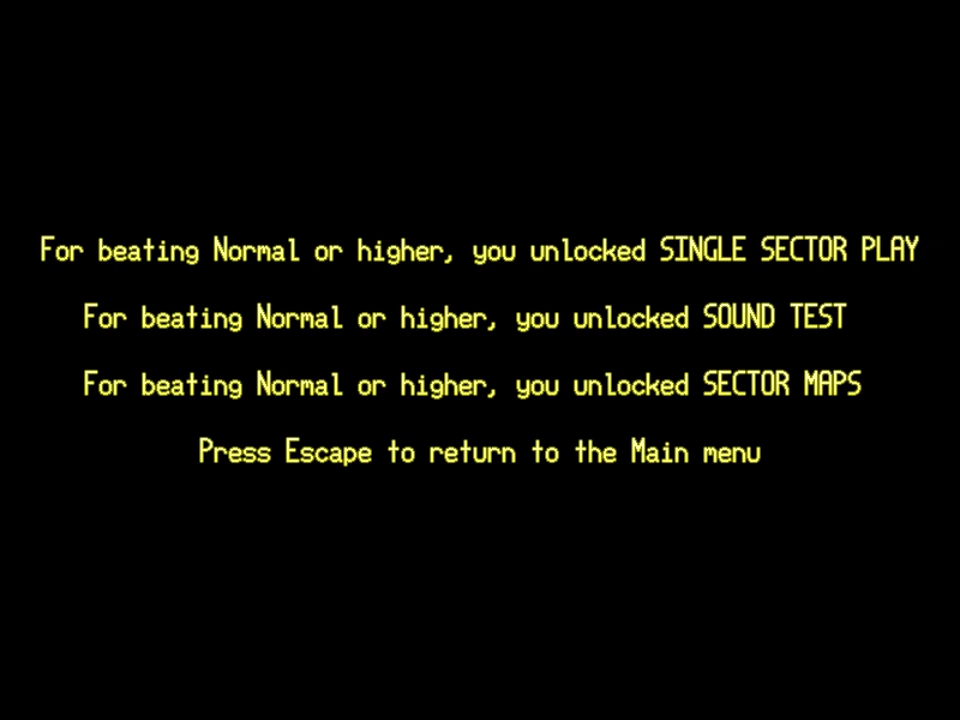 For beating Normal or higher, you unlocked SINGLE SECTOR PLAY
For beating Normal or higher, you unlocked SOUND TEST
For beating Normal or higher, you unlocked SECTOR MAPS
Press Escape to return to the Main menu